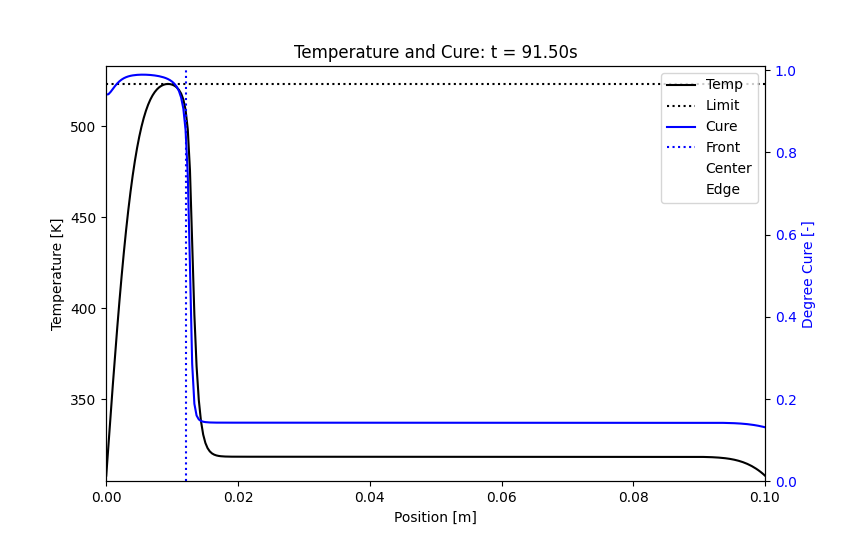 Temperature and Cure: t = 91.50s
Temp
Limit
Cure
Front
Center
Edge
Temperature [K]
500
450
400
350
Degree Cure [-]
1.0
0.8
0.6
0.4
0.2
0.0
0.00 0.02 0.04 0.06 0.08 0.10
Position [m]